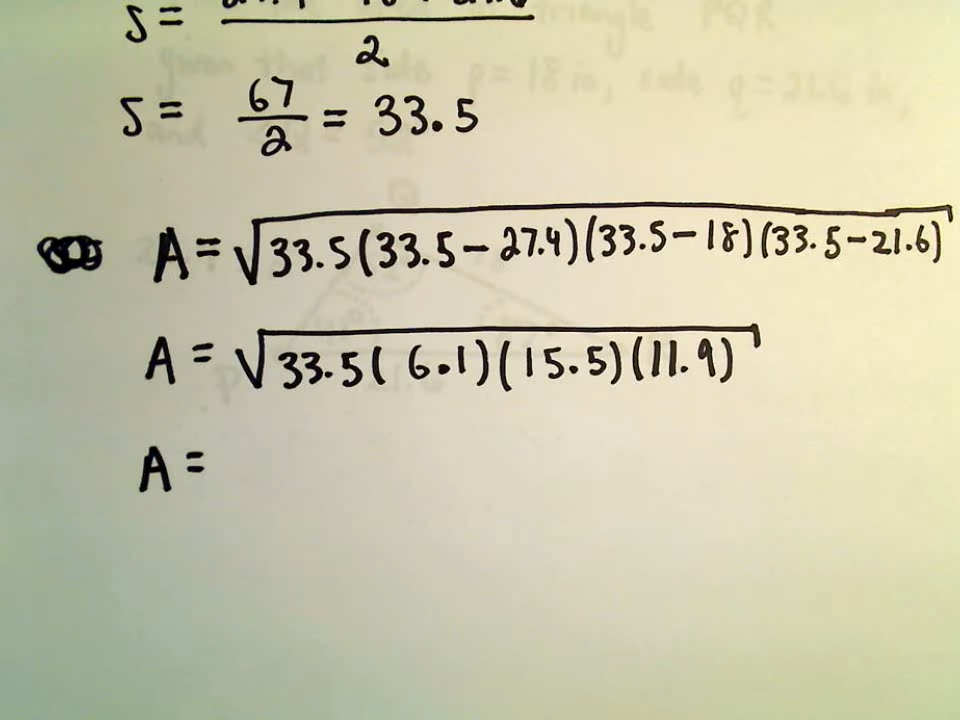 S = / 2
S = 67/2 = 33.5
A = √33.5(33.5-27.4)(33.5-18)(33.5-21.6)
A = √33.5(6.1)(15.5)(11.9)
A =